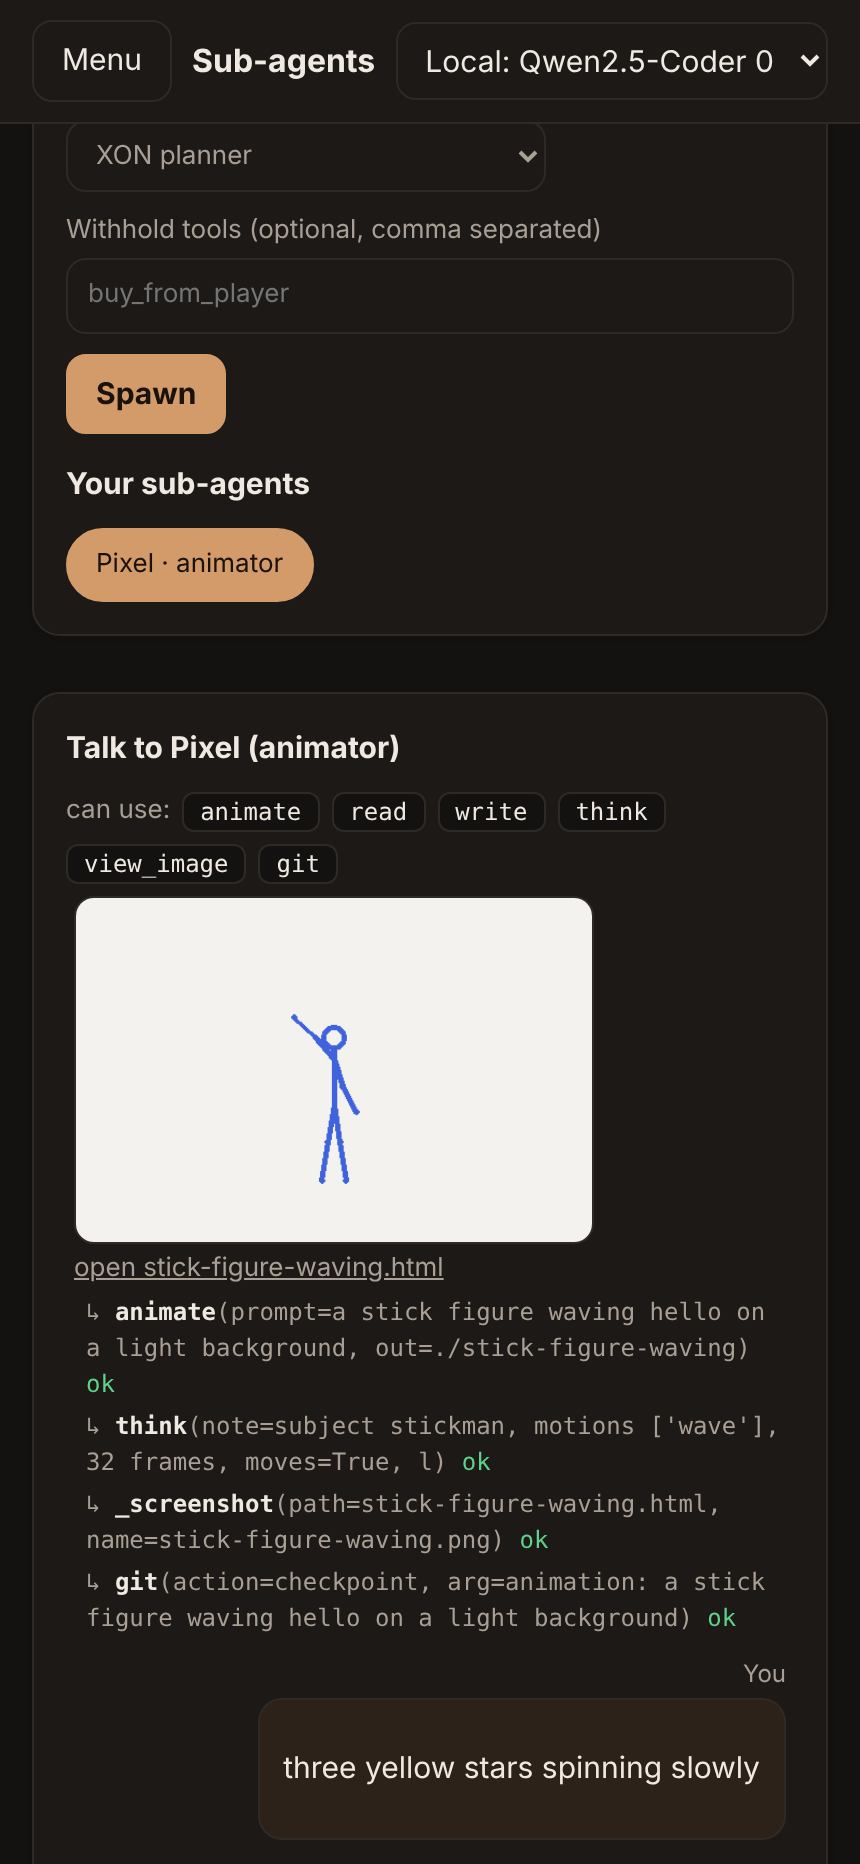 Menu
Sub-agents
Local: Qwen2.5-Coder 0
XON planner
Withhold tools (optional, comma separated)
buy_from_player
Spawn
Your sub-agents
Pixel · animator
Talk to Pixel (animator)
can use: animate read write think
view_image git
open stick-figure-waving.html
↳ animate(prompt=a stick figure waving hello on
a light background, out=./stick-figure-waving)
ok
↳ think(note=subject stickman, motions ['wave'],
32 frames, moves=True, l) ok
↳ _screenshot(path=stick-figure-waving.html,
name=stick-figure-waving.png) ok
↳ git(action=checkpoint, arg=animation: a stick
figure waving hello on a light background) ok
You
three yellow stars spinning slowly